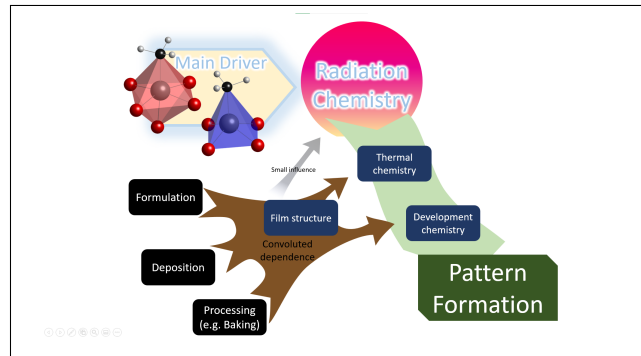 Main Driver
Radiation
Chemistry
Small influence
Thermal
chemistry
Formulation
Film structure
Development
chemistry
Convoluted
dependence
Deposition
Pattern
Formation
Processing
(e.g. Baking)